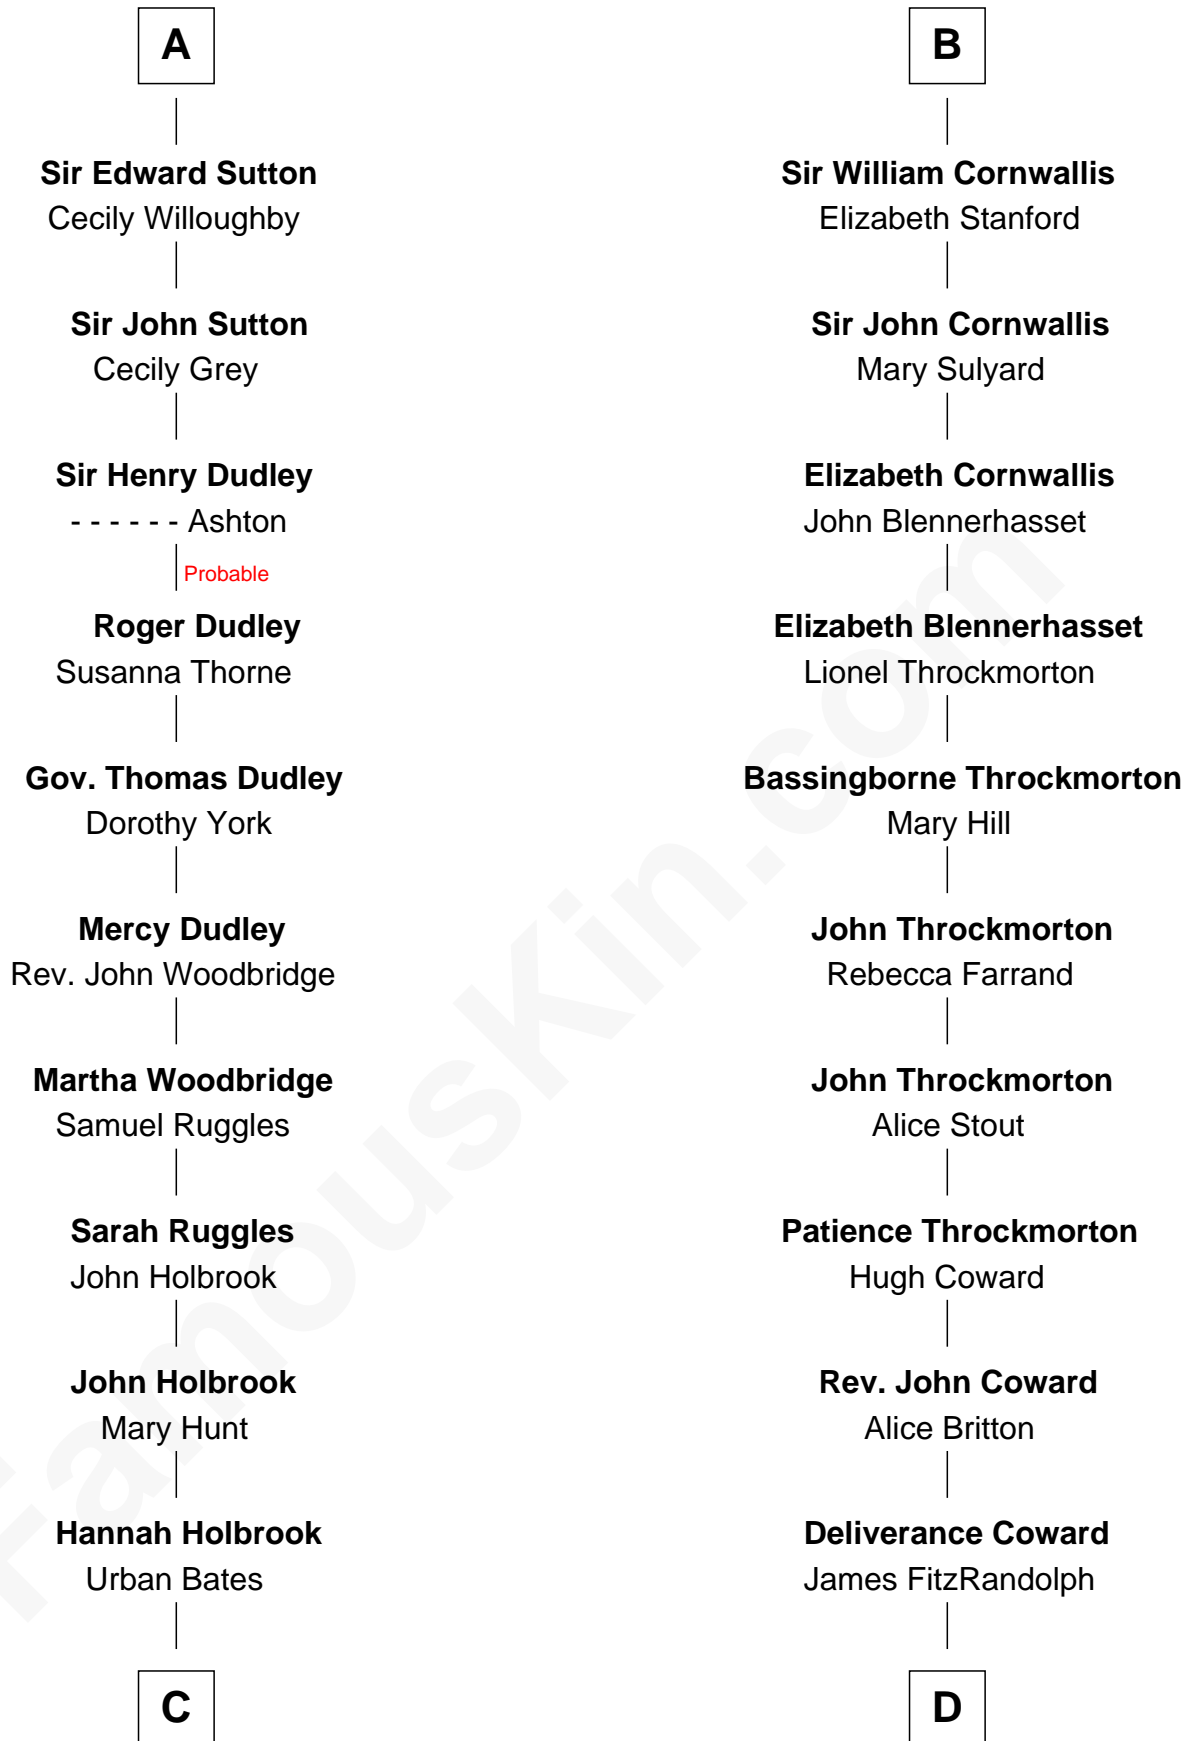 A
Sir Edward Sutton
Cecily Willoughby
Sir John Sutton
Cecily Grey
Sir Henry Dudley
- - - - - - Ashton
Probable
Roger Dudley
Susanna Thorne
Gov. Thomas Dudley
Dorothy York
Mercy Dudley
Rev. John Woodbridge
Martha Woodbridge
Samuel Ruggles
Sarah Ruggles
John Holbrook
John Holbrook
Mary Hunt
Hannah Holbrook
Urban Bates
C
B
Sir William Cornwallis
Elizabeth Stanford
Sir John Cornwallis
Mary Sulyard
Elizabeth Cornwallis
John Blennerhasset
Elizabeth Blennerhasset
Lionel Throckmorton
Bassingborne Throckmorton
Mary Hill
John Throckmorton
Rebecca Farrand
John Throckmorton
Alice Stout
Patience Throckmorton
Hugh Coward
Rev. John Coward
Alice Britton
Deliverance Coward
James FitzRandolph
D
FamousKin.com